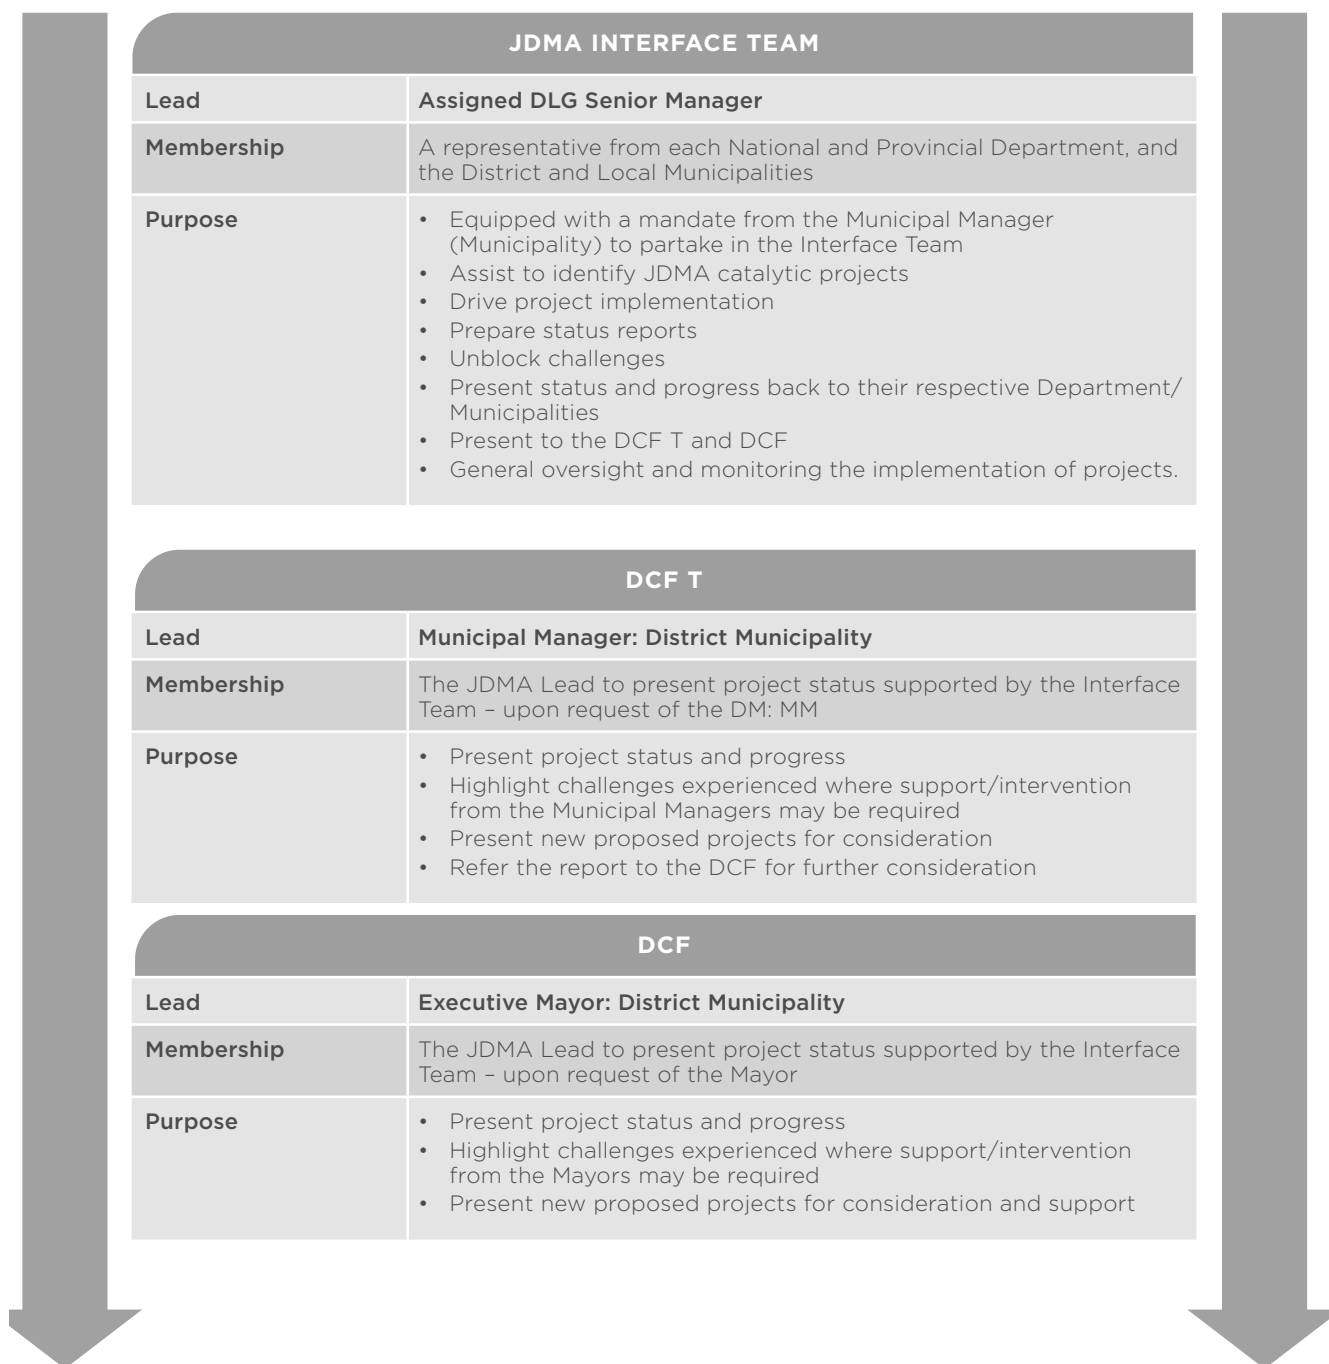 JDMA INTERFACE TEAM
Lead
Assigned DLG Senior Manager
Membership
A representative from each National and Provincial Department, and
the District and Local Municipalities
Purpose
• Equipped with a mandate from the Municipal Manager
(Municipality) to partake in the Interface Team
• Assist to identify JDMA catalytic projects
• Drive project implementation
• Prepare status reports
• Unblock challenges
• Present status and progress back to their respective Department/
Municipalities
• Present to the DCF T and DCF
• General oversight and monitoring the implementation of projects.
DCF T
Lead
Municipal Manager: District Municipality
Membership
The JDMA Lead to present project status supported by the Interface
Team – upon request of the DM: MM
Purpose
• Present project status and progress
• Highlight challenges experienced where support/intervention
from the Municipal Managers may be required
• Present new proposed projects for consideration
• Refer the report to the DCF for further consideration
DCF
Lead
Executive Mayor: District Municipality
Membership
The JDMA Lead to present project status supported by the Interface
Team – upon request of the Mayor
Purpose
• Present project status and progress
• Highlight challenges experienced where support/intervention
from the Mayors may be required
• Present new proposed projects for consideration and support